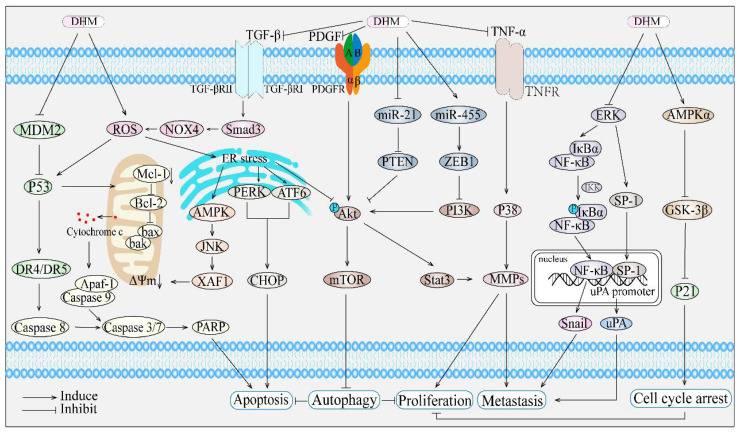 DHM
DHM
DHM
TGF-β
PDGF
A B
TNF-α
αβ
TGF-βRII
TGF-βRI
PDGFR
TNFR
MDM2
ROS
NOX4
Smad3
miR-21
miR-455
ERK
AMPKα
P53
Mcl-1
Bcl-2
bax
bak
ER stress
PERK
ATF6
PTEN
ZEB1
IκBα
NF-κB
IKK
SP-1
GSK-3β
Cytochrome c
AMPK
P
Akt
PI3K
P38
P
IκBα
NF-κB
JNK
DR4/DR5
Apaf-1
Caspase 9
ΔΨm
XAF1
CHOP
mTOR
Stat3
MMPs
nucleus
NF-κB
SP-1
uPA promoter
P21
Caspase 8
Caspase 3/7
PARP
Snail
uPA
Induce
Inhibit
Apoptosis
Autophagy
Proliferation
Metastasis
Cell cycle arrest